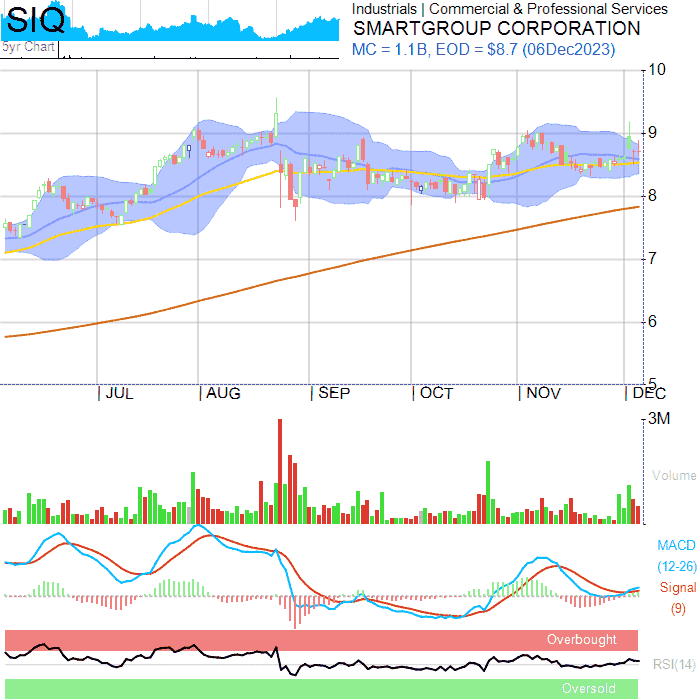 SIQ
5yr Chart
Industrials | Commercial & Professional Services
SMARTGROUP CORPORATION
MC = 1.1B, EOD = $8.7 (06Dec2023)
10
9
8
7
6
5
JUL AUG SEP OCT NOV DEC
3M
Volume
MACD
(12-26)
Signal
(9)
Overbought
RSI(14)
Oversold